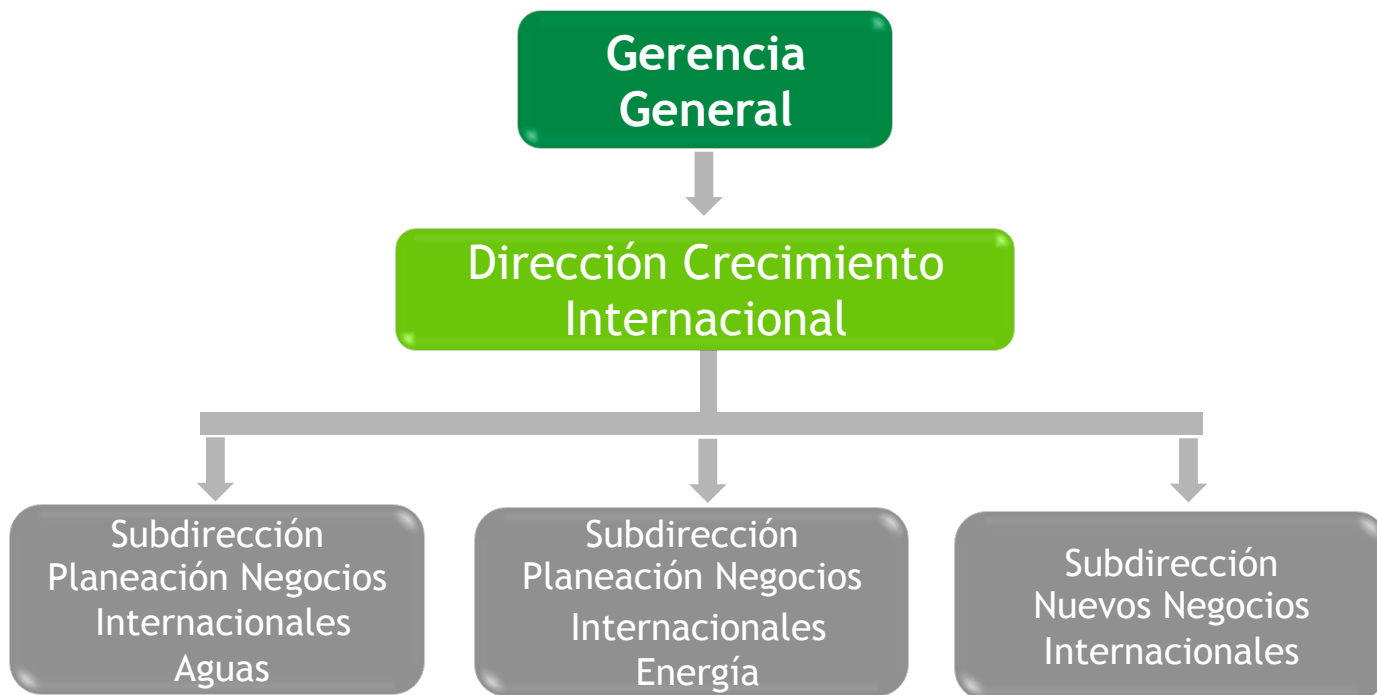 Gerencia
General
Dirección Crecimiento
Internacional
Subdirección
Planeación Negocios
Internacionales
Aguas
Subdirección
Planeación Negocios
Internacionales
Energía
Subdirección
Nuevos Negocios
Internacionales